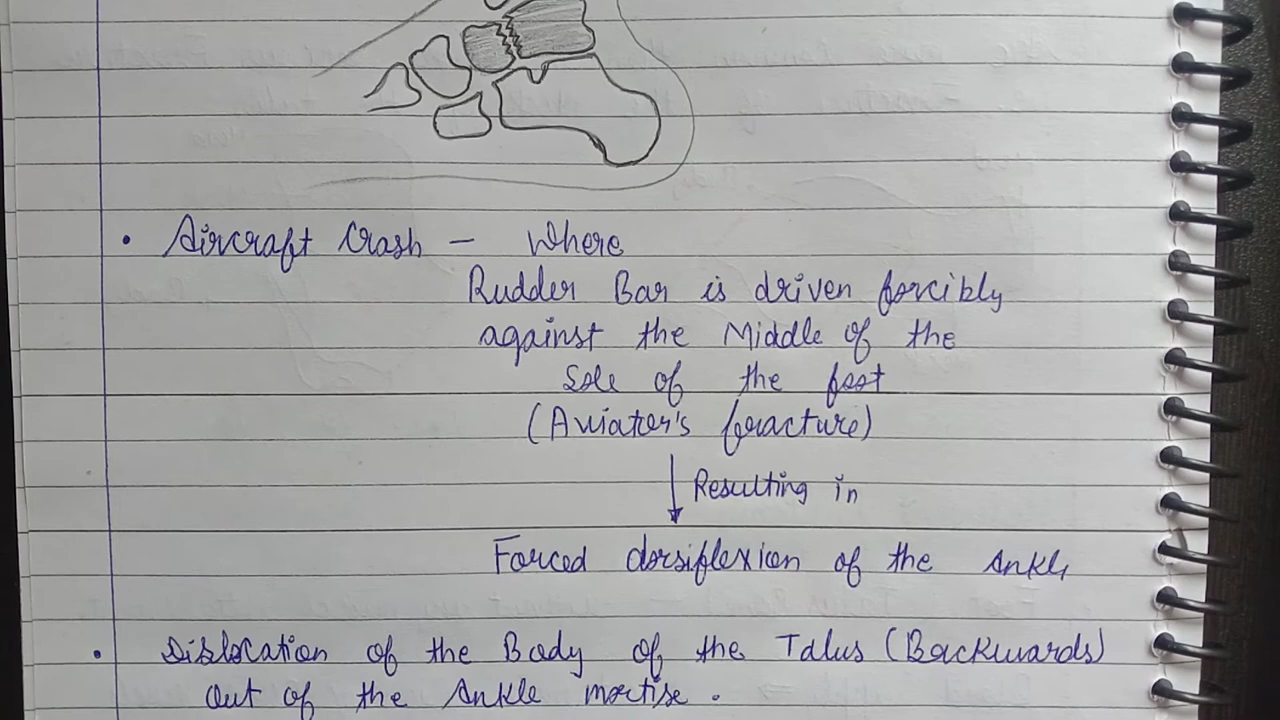 • Aircraft Crash – Where
Rudder Bar is driven forcibly
against the Middle of the
Sole of the foot
(Aviator's fracture)
↓ Resulting in
Forced dorsiflexion of the Ankle
• Dislocation of the Body of the Talus (Backwards)
out of the Ankle mortise.